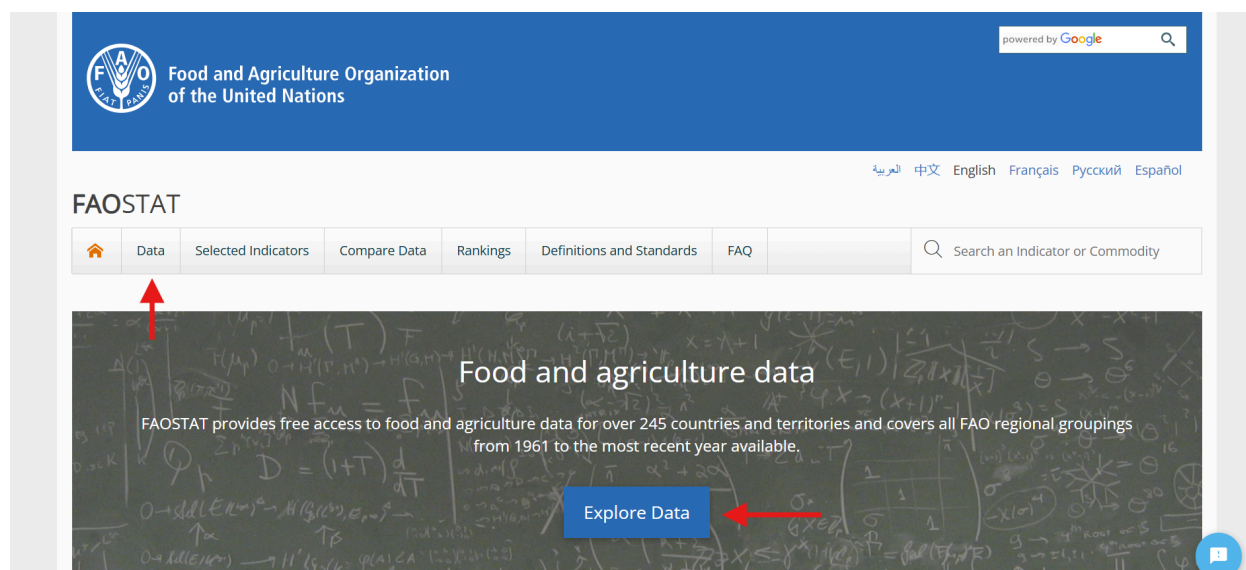 powered by Google
FAO
FIAT PANIS
Food and Agriculture Organization
of the United Nations
العربية 中文 English Français Русский Español
FAOSTAT
Data Selected Indicators Compare Data Rankings Definitions and Standards FAQ Search an Indicator or Commodity
Food and agriculture data
FAOSTAT provides free access to food and agriculture data for over 245 countries and territories and covers all FAO regional groupings
from 1961 to the most recent year available.
Explore Data